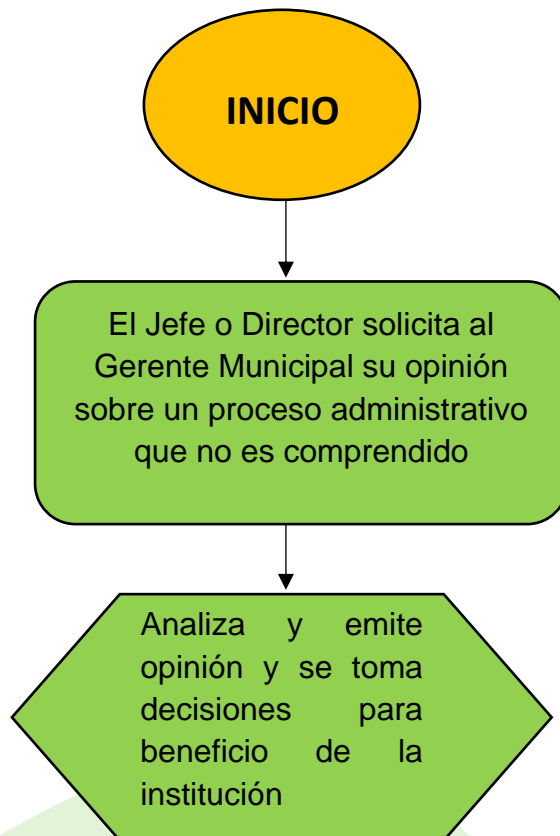 INICIO
El Jefe o Director solicita al
Gerente Municipal su opinión
sobre un proceso administrativo
que no es comprendido
Analiza y emite
opinión y se toma
decisiones para
beneficio de la
institución